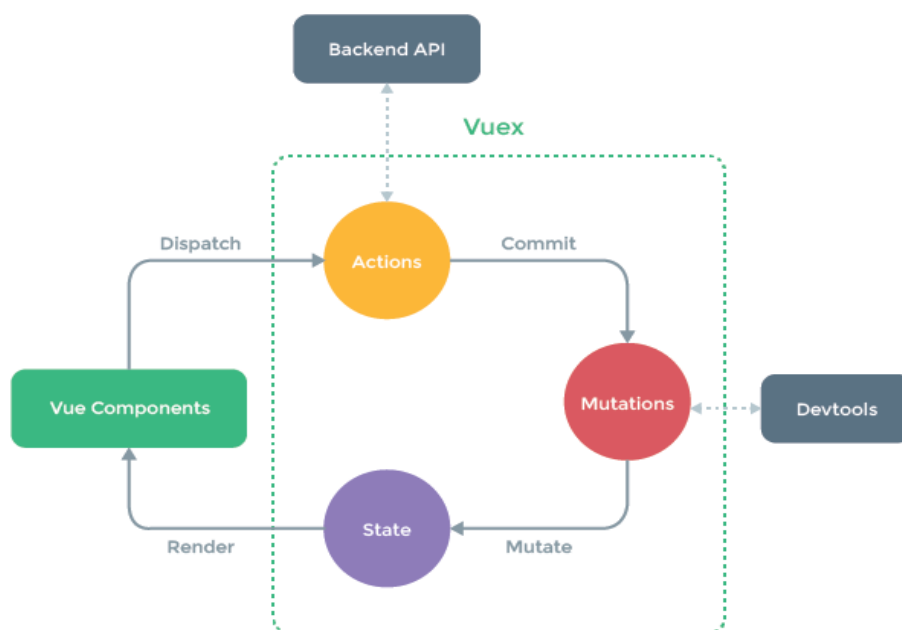 Backend API
Vuex
Dispatch
Commit
Actions
Vue Components
Mutations
Devtools
State
Render
Mutate